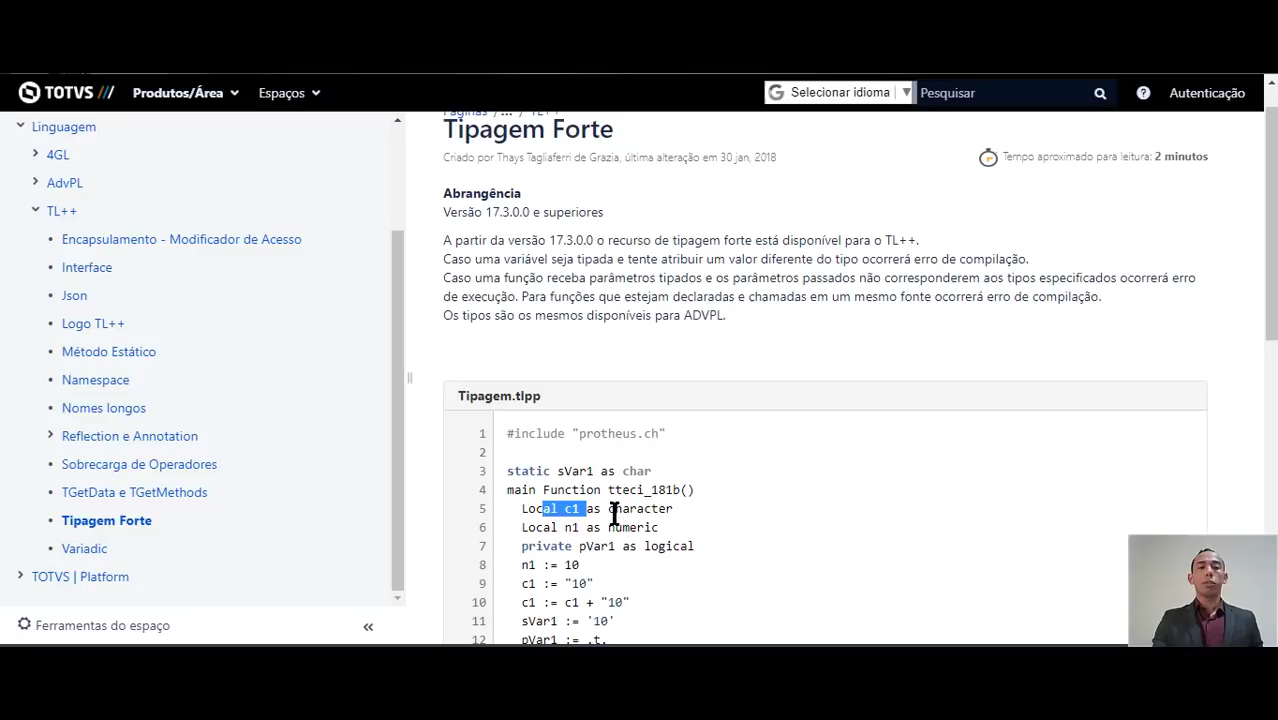 TOTVS
Produtos/Área
Espaços
Selecionar idioma
Pesquisar
Autenticação
Linguagem
4GL
AdvPL
TL++
Encapsulamento - Modificador de Acesso
Interface
Json
Logo TL++
Método Estático
Namespace
Nomes longos
Reflection e Annotation
Sobrecarga de Operadores
TGetData e TGetMethods
Tipagem Forte
Variadic
TOTVS | Platform
Ferramentas do espaço
Páginas /... / TL++
Tipagem Forte
Criado por Thays Tagliaferri de Grazia, última alteração em 30 jan, 2018
Tempo aproximado para leitura: 2 minutos
Abrangência
Versão 17.3.0.0 e superiores
A partir da versão 17.3.0.0 o recurso de tipagem forte está disponível para o TL++.
Caso uma variável seja tipada e tente atribuir um valor diferente do tipo ocorrerá erro de compilação.
Caso uma função receba parâmetros tipados e os parâmetros passados não corresponderem aos tipos especificados ocorrerá erro
de execução. Para funções que estejam declaradas e chamadas em um mesmo fonte ocorrerá erro de compilação.
Os tipos são os mesmos disponíveis para ADVPL.
Tipagem.tlpp
1 #include "protheus.ch"
2
3 static sVar1 as char
4 main Function tteci_181b()
5 Local c1 as character
6 Local n1 as numeric
7 private pVar1 as logical
8 n1 := 10
9 c1 := "10"
10 c1 := c1 + "10"
11 sVar1 := '10'
12 pVar1 := .t.